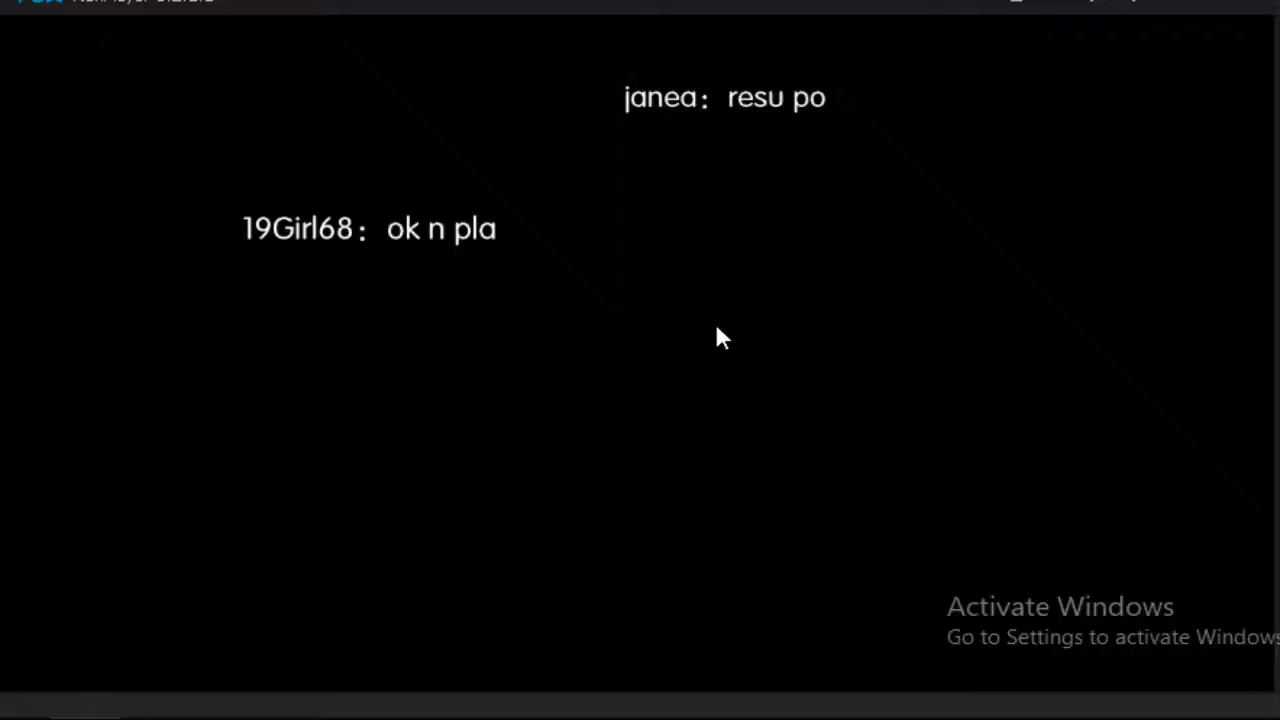 janea： resu po
19Girl68： ok n pla
Activate Windows
Go to Settings to activate Windows